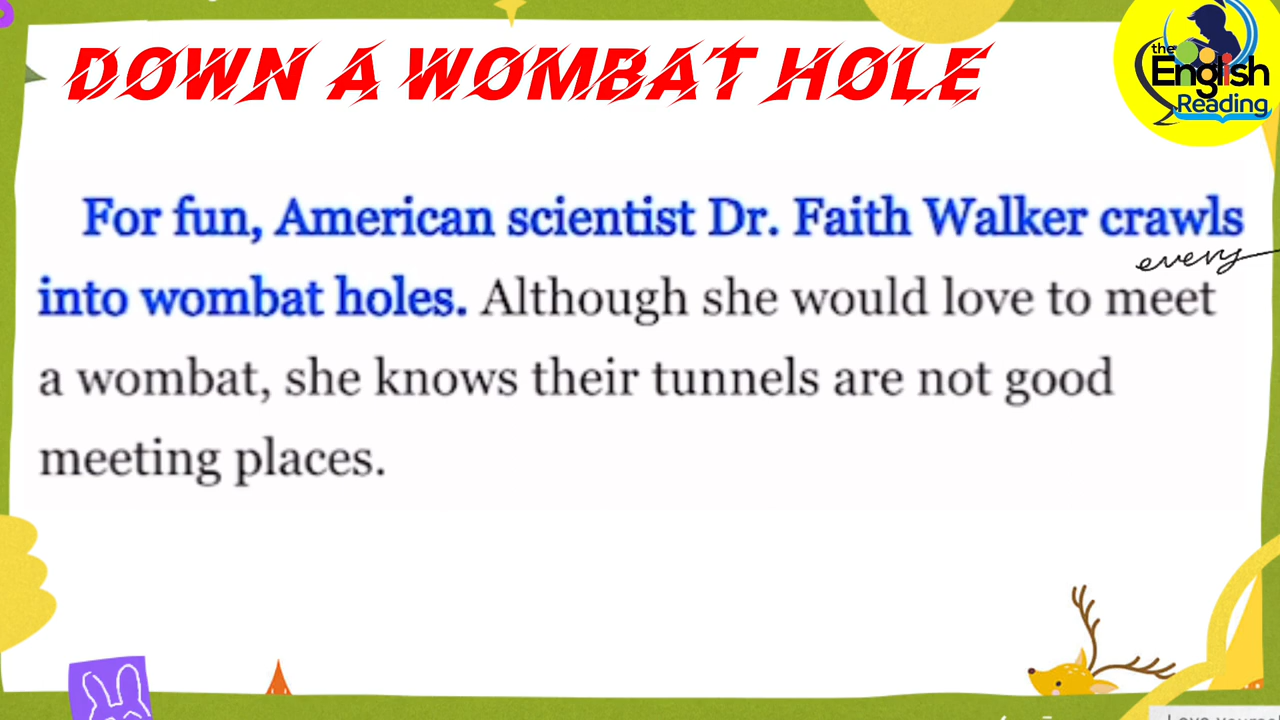 DOWN A WOMBAT HOLE
the
English
Reading
For fun, American scientist Dr. Faith Walker crawls
every
into wombat holes. Although she would love to meet
a wombat, she knows their tunnels are not good
meeting places.